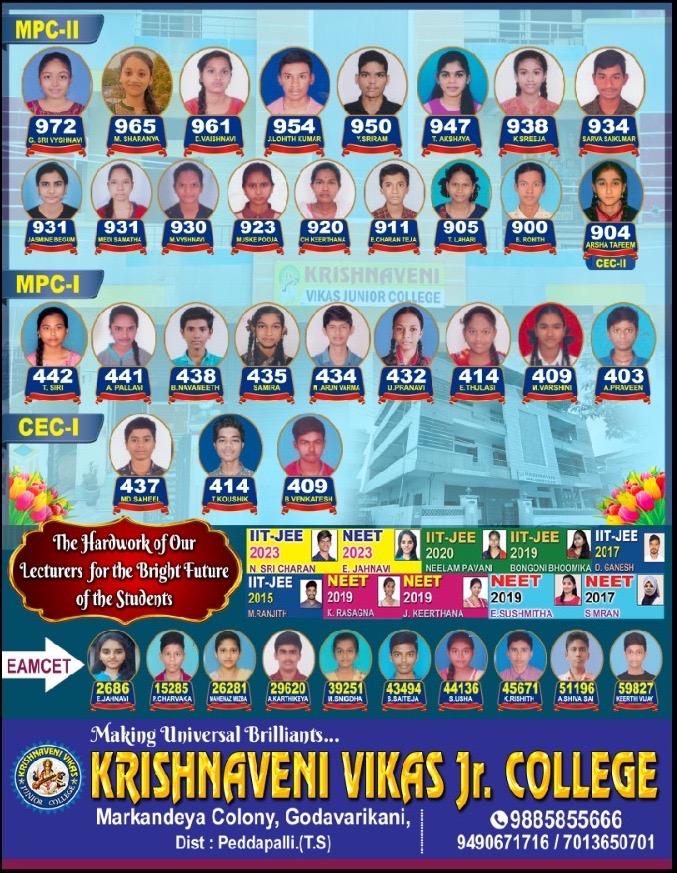 MPC-II
972 965 961 954 950 947 938 934
G. SRI VYSHNAVI M. SHARANYA E.VAISHNAVI J.LOHITH KUMAR Y.SRIRAM T. AKSHAYA K.SREEJA SARVA SAIKUMAR
931 931 930 923 920 911 905 900 904
JASMINE BEGUM MEDI SAMATHA M.VYSHNAVI MUSKE POOJA CH KEERTHANA E.CHARAN TEJA T. LAHARI E. ROHITH ARSHA TAFEEM
CEC-II
KRISHNAVENI
VIKAS JUNIOR COLLEGE
MPC-I
442 441 438 435 434 432 414 409 403
T. SIRI A. PALLAVI B.NAVANEETH SAMIRA ARUN VARMA U.PRANAVI E.THULASI VARSHINI A.PRAVEEN
CEC-I
437 414 409
MD SAHEEL T.KOUSHIK B.VENKATESH
KRISHNAVENI
The Hardwork of Our
Lecturers for the Bright Future
of the Students
IIT-JEE NEET IIT-JEE IIT-JEE IIT-JEE
2023 2023 2020 2019 2017
N. SRI CHARAN E. JAHNAVI NEELAM PAVAN BONGONI BHOOMIKA D. GANESH
IIT-JEE NEET NEET NEET NEET
2015 2019 2019 2019 2017
M.RANJITH K. RASAGNA J. KEERTHANA E.SUSHMITHA SIMRAN
EAMCET
2686 15285 26281 29620 39251 43494 44136 45671 51196 59827
E.JAHNAVI P.CHARVAKA MAHENAZ MIZBA A.KARTHIKEYA M.SNIGDHA S.SAITEJA S.USHA K.RISHITH A.SHIVA SAI KEERTHI VIJAY
Making Universal Brilliants...
KRISHNAVENI VIKAS Jr. COLLEGE
KRISHNAVENI VIKAS
JUNIOR COLLEGE
Markandeya Colony, Godavarikani,
Dist : Peddapalli.(T.S)
9885855666
9490671716 / 7013650701